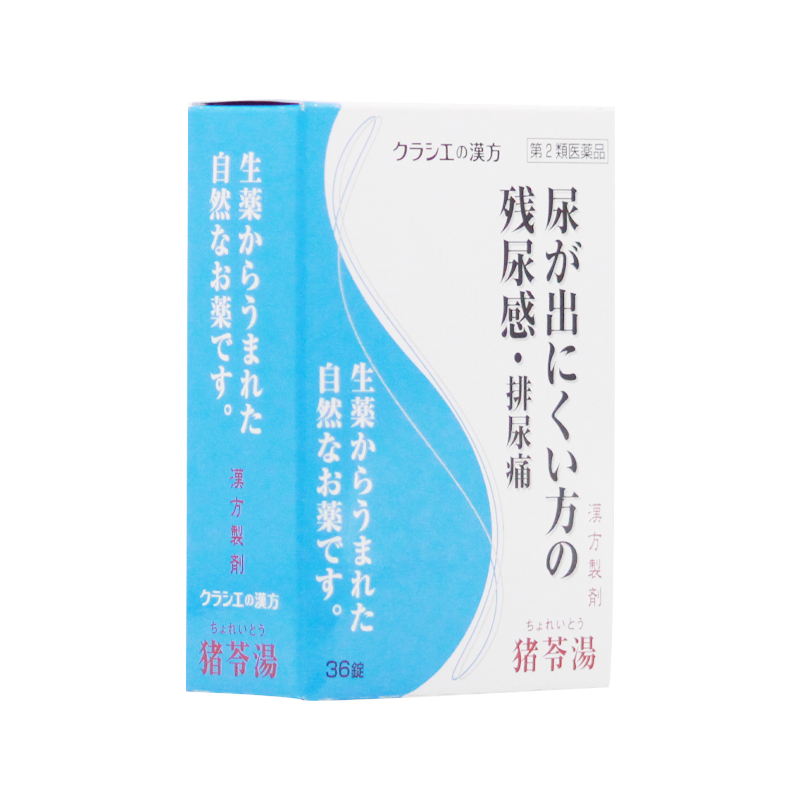 クラシエの漢方
第2類医薬品
尿が出にくい方の
残尿感・排尿痛
漢方製剤
ちょれいとう
猪苓湯
生薬からうまれた
自然なお薬です。
36錠
生薬からうまれた
自然なお薬です。
漢方製剤
クラシエの漢方
ちょれいとう
猪苓湯